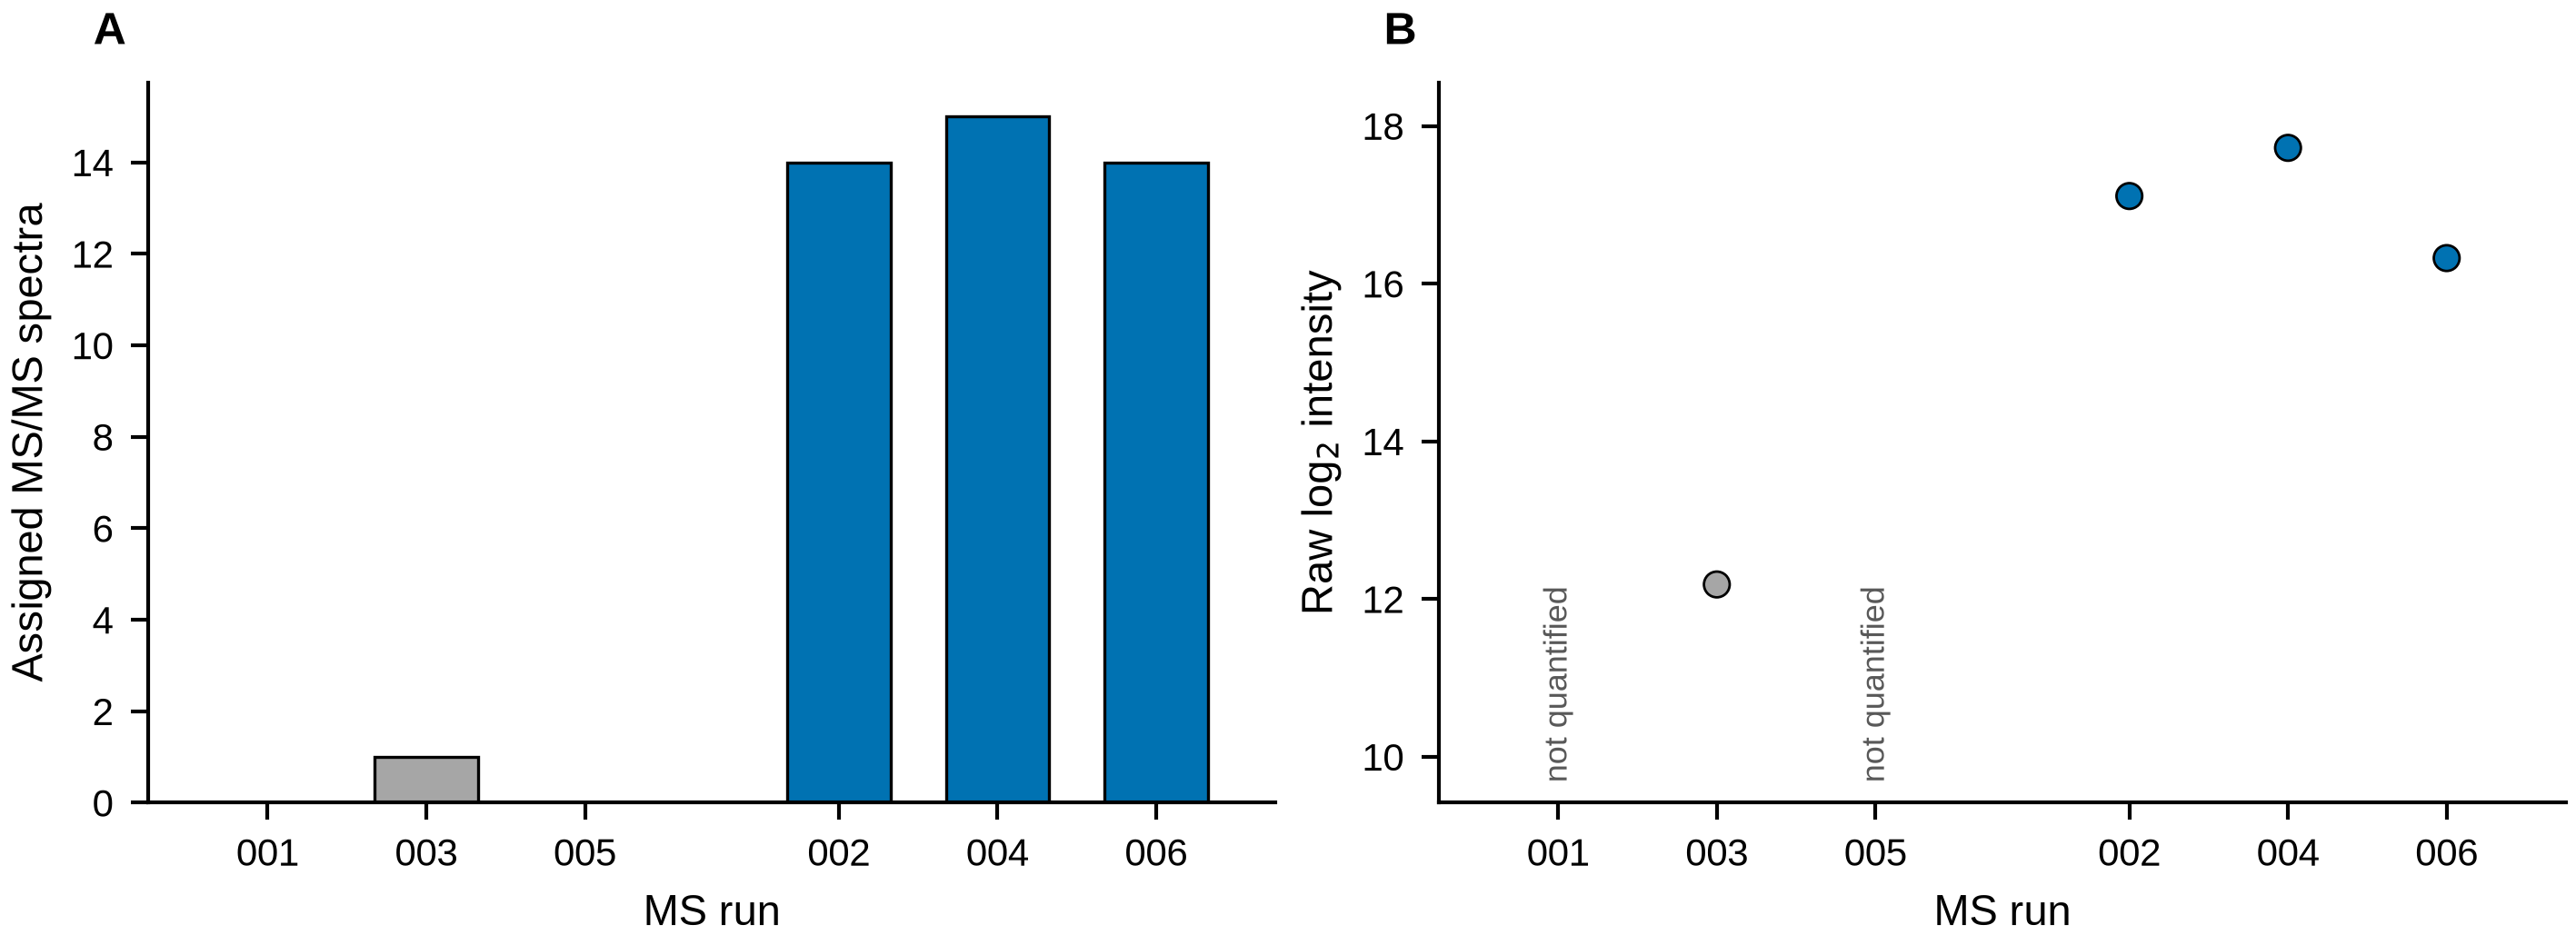 A
Assigned MS/MS spectra
14
12
10
8
6
4
2
0
001 003 005 002 004 006
MS run
B
Raw log₂ intensity
18
16
14
12
10
not quantified
not quantified
001 003 005 002 004 006
MS run